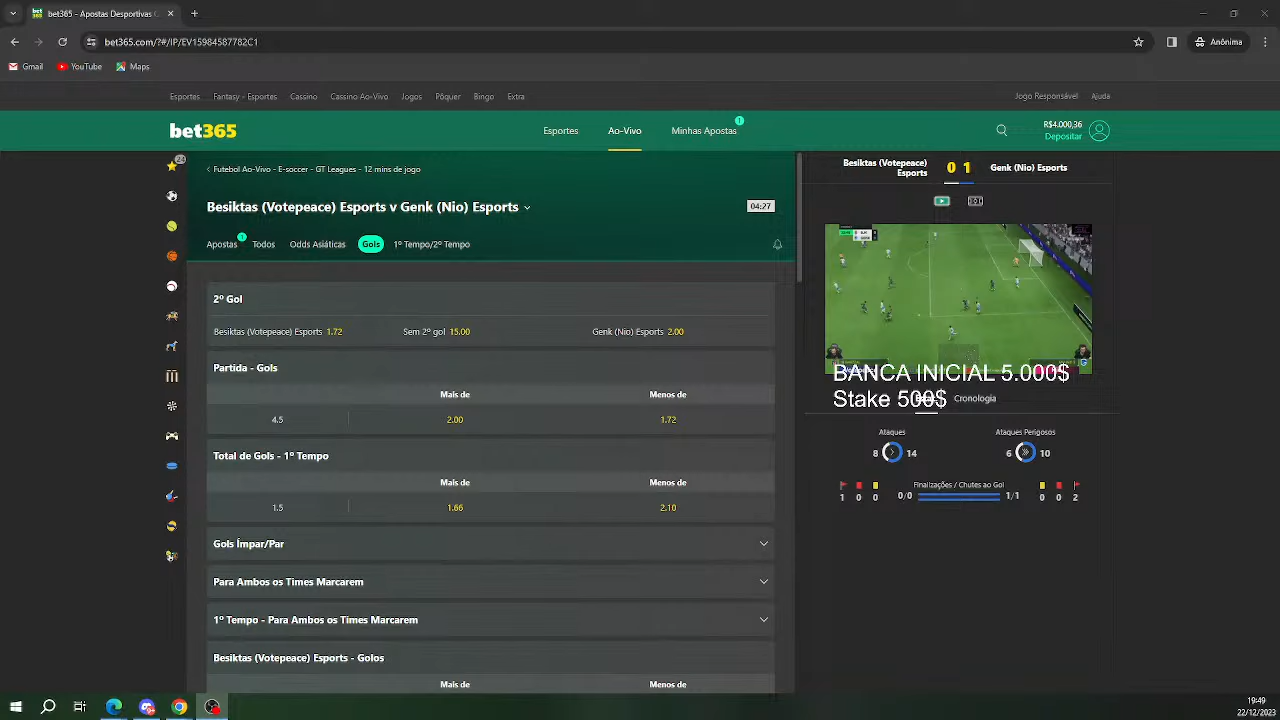 bet365 - Apostas Desportivas O
bet365.com/?#/IP/EV15984587782C1
Anônima
Gmail
YouTube
Maps
Esportes Fantasy - Esportes Cassino Cassino Ao-Vivo Jogos Pôquer Bingo Extra
Jogo Responsável Ajuda
bet365
Esportes Ao-Vivo Minhas Apostas 1
R$4.000,36
Depositar
Futebol Ao-Vivo - E-soccer - GT Leagues - 12 mins de jogo
Besiktas (Votepeace) Esports v Genk (Nio) Esports
04:27
Apostas 1 Todos Odds Asiáticas Gols 1º Tempo/2º Tempo
2º Gol
Besiktas (Votepeace) Esports 1.72 Sem 2º gol 15.00 Genk (Nio) Esports 2.00
Partida - Gols
Mais de Menos de
4.5 2.00 1.72
Total de Gols - 1º Tempo
Mais de Menos de
1.5 1.66 2.10
Gols Ímpar/Par
Para Ambos os Times Marcarem
1º Tempo - Para Ambos os Times Marcarem
Besiktas (Votepeace) Esports - Golos
Mais de Menos de
Besiktas (Votepeace)
Esports
0 1
Genk (Nio) Esports
BANCA INICIAL 5.000$
Stake 500$
Cronologia
Ataques Ataques Perigosos
8 14 6 10
Finalizações / Chutes ao Gol
1 0 0 0/0 1/1 0 0 2
19:49
22/12/2023